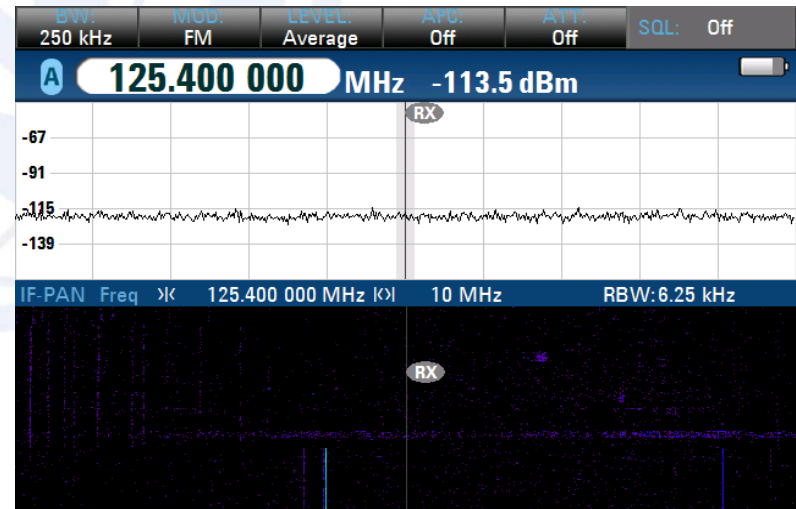 BW: MOD: LEVEL: AFC: ATT: SQL: Off
250 kHz FM Average Off Off
A 125.400 000 MHz -113.5 dBm
RX
-67
-91
-115
-139
IF-PAN Freq 125.400 000 MHz 10 MHz RBW:6.25 kHz
RX